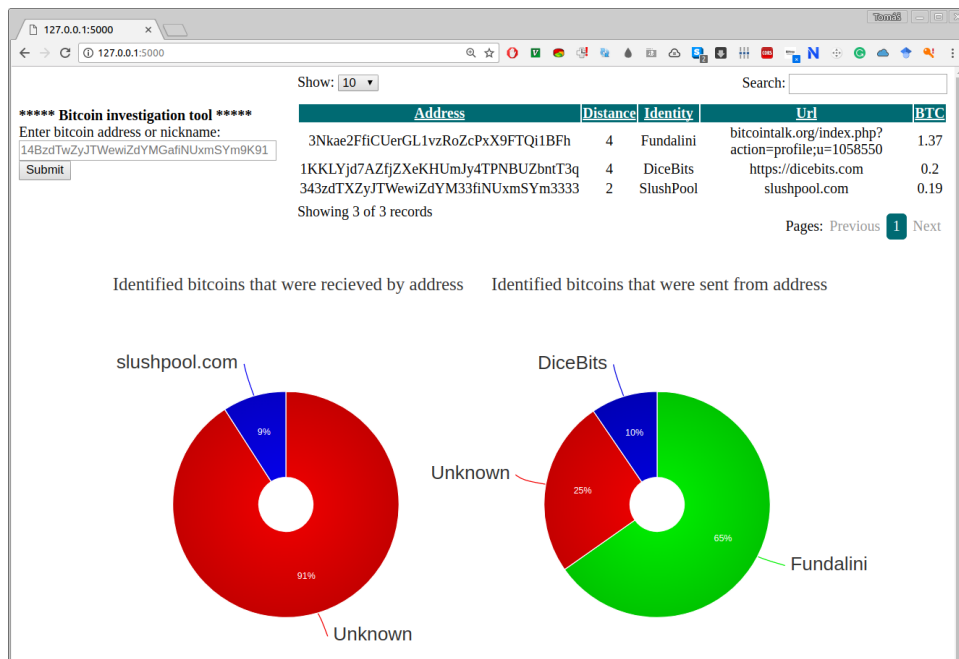 Tomáš
127.0.0.1:5000
127.0.0.1:5000
Show: 10
Search:
***** Bitcoin investigation tool *****
Enter bitcoin address or nickname:
14BzdTwZyJTWewiZdYMGafiNUxmSYm9K91
Submit
Address Distance Identity Url BTC
3Nkae2FfiCUerGL1vzRoZcPxX9FTQi1BFh 4 Fundalini bitcointalk.org/index.php? 1.37
action=profile;u=1058550
1KKLYjd7AZfjZXeKHUmJy4TPNBUZbntT3q 4 DiceBits https://dicebits.com 0.2
343zdTXZyJTWewiZdYM33fiNUxmSYm3333 2 SlushPool slushpool.com 0.19
Showing 3 of 3 records
Pages: Previous 1 Next
Identified bitcoins that were recieved by address
Identified bitcoins that were sent from address
slushpool.com
9%
91%
Unknown
DiceBits
10%
Unknown
25%
65%
Fundalini